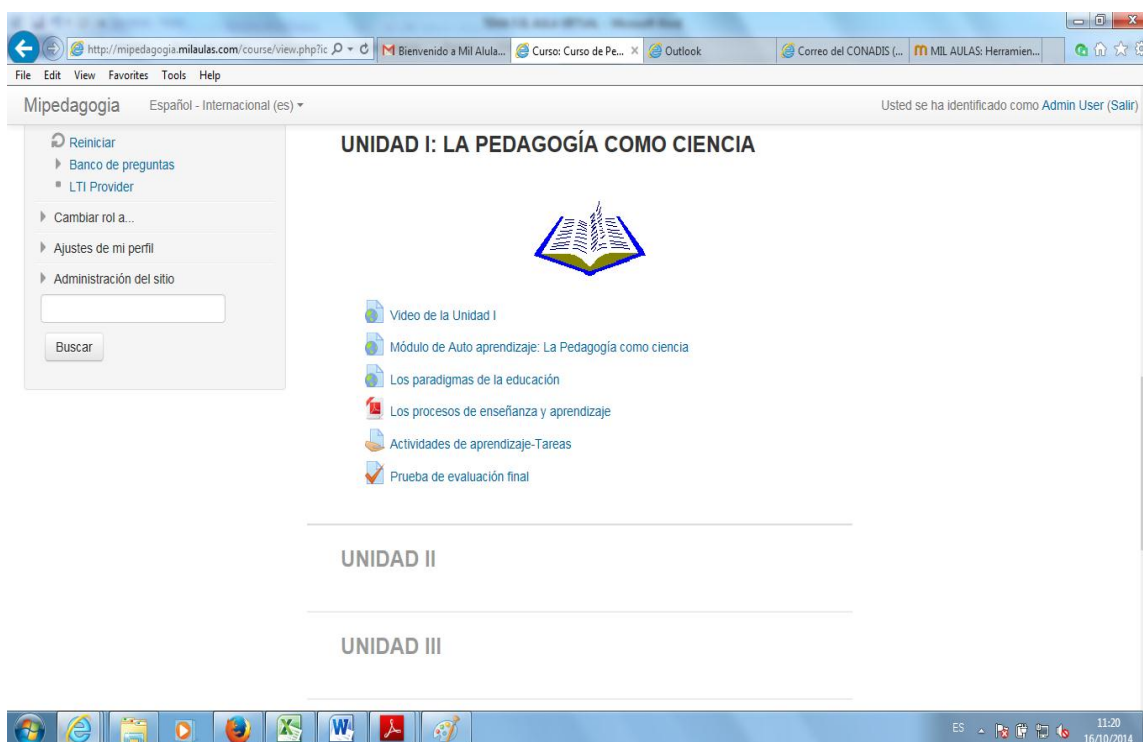 http://mipedagogia.milaulas.com/course/view.php?ic
Bienvenido a Mil Alula...
Curso: Curso de Pe...
Outlook
Correo del CONADIS (...
MIL AULAS: Herramien...
File Edit View Favorites Tools Help
Mipedagogia Español - Internacional (es)
Usted se ha identificado como Admin User (Salir)
Reiniciar
Banco de preguntas
LTI Provider
Cambiar rol a...
Ajustes de mi perfil
Administración del sitio
Buscar
UNIDAD I: LA PEDAGOGÍA COMO CIENCIA
Video de la Unidad I
Módulo de Auto aprendizaje: La Pedagogía como ciencia
Los paradigmas de la educación
Los procesos de enseñanza y aprendizaje
Actividades de aprendizaje-Tareas
Prueba de evaluación final
UNIDAD II
UNIDAD III
ES
11:20
16/10/2014